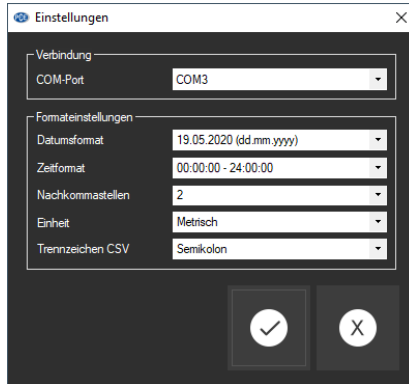 Einstellungen
Verbindung
COM-Port COM3
Formateinstellungen
Datumsformat 19.05.2020 (dd.mm.yyyy)
Zeitformat 00:00:00 - 24:00:00
Nachkommastellen 2
Einheit Metrisch
Trennzeichen CSV Semikolon
X